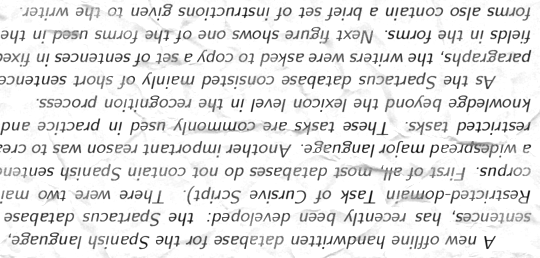 A new offline handwritten database for the Spanish language,
sentences, has recently been developed: the Spartacus database
Restricted-domain Task of Cursive Script). There were two mai
corpus. First of all, most databases do not contain Spanish senten
a widespread major language. Another important reason was to crea
restricted tasks. These tasks are commonly used in practice and
knowledge beyond the lexicon level in the recognition process.
As the Spartacus database consisted mainly of short sentence
paragraphs, the writers were asked to copy a set of sentences in fixed
fields in the forms. Next figure shows one of the forms used in the
forms also contain a brief set of instructions given to the writer.